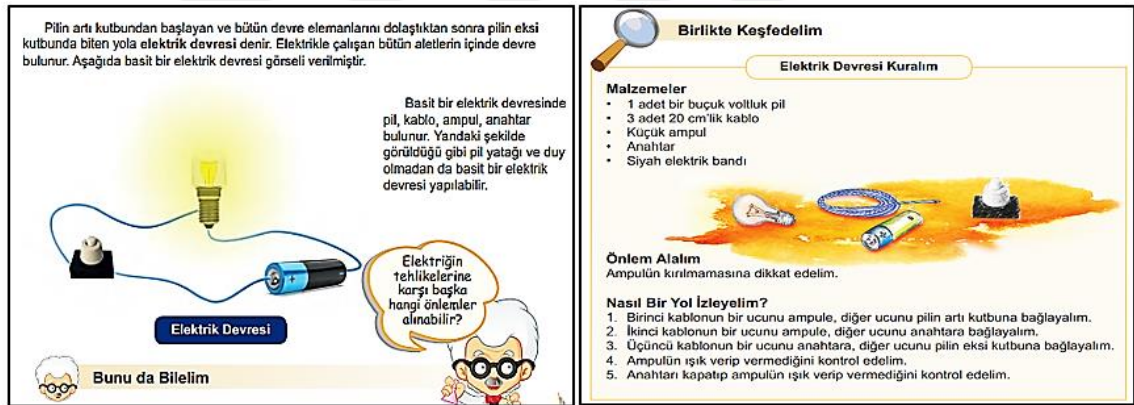 Pilin artı kutbundan başlayan ve bütün devre elemanlarını dolaştıktan sonra pilin eksi
kutbunda biten yola elektrik devresi denir. Elektrikle çalışan bütün aletlerin içinde devre
bulunur. Aşağıda basit bir elektrik devresi görseli verilmiştir.
Basit bir elektrik devresinde
pil, kablo, ampul, anahtar
bulunur. Yandaki şekilde
görüldüğü gibi pil yatağı ve duy
olmadan da basit bir elektrik
devresi yapılabilir.
Elektriğin
tehlikelerine
karşı başka
hangi önlemler
alınabilir?
Elektrik Devresi
Bunu da Bilelim
Birlikte Keşfedelim
Elektrik Devresi Kuralım
Malzemeler
• 1 adet bir buçuk voltluk pil
• 3 adet 20 cm'lik kablo
• Küçük ampul
• Anahtar
• Siyah elektrik bandı
Önlem Alalım
Ampulün kırılmamasına dikkat edelim.
Nasıl Bir Yol İzleyelim?
1. Birinci kablonun bir ucunu ampule, diğer ucunu pilin artı kutbuna bağlayalım.
2. İkinci kablonun bir ucunu ampule, diğer ucunu anahtara bağlayalım.
3. Üçüncü kablonun bir ucunu anahtara, diğer ucunu pilin eksi kutbuna bağlayalım.
4. Ampulün ışık verip vermediğini kontrol edelim.
5. Anahtarı kapatıp ampulün ışık verip vermediğini kontrol edelim.